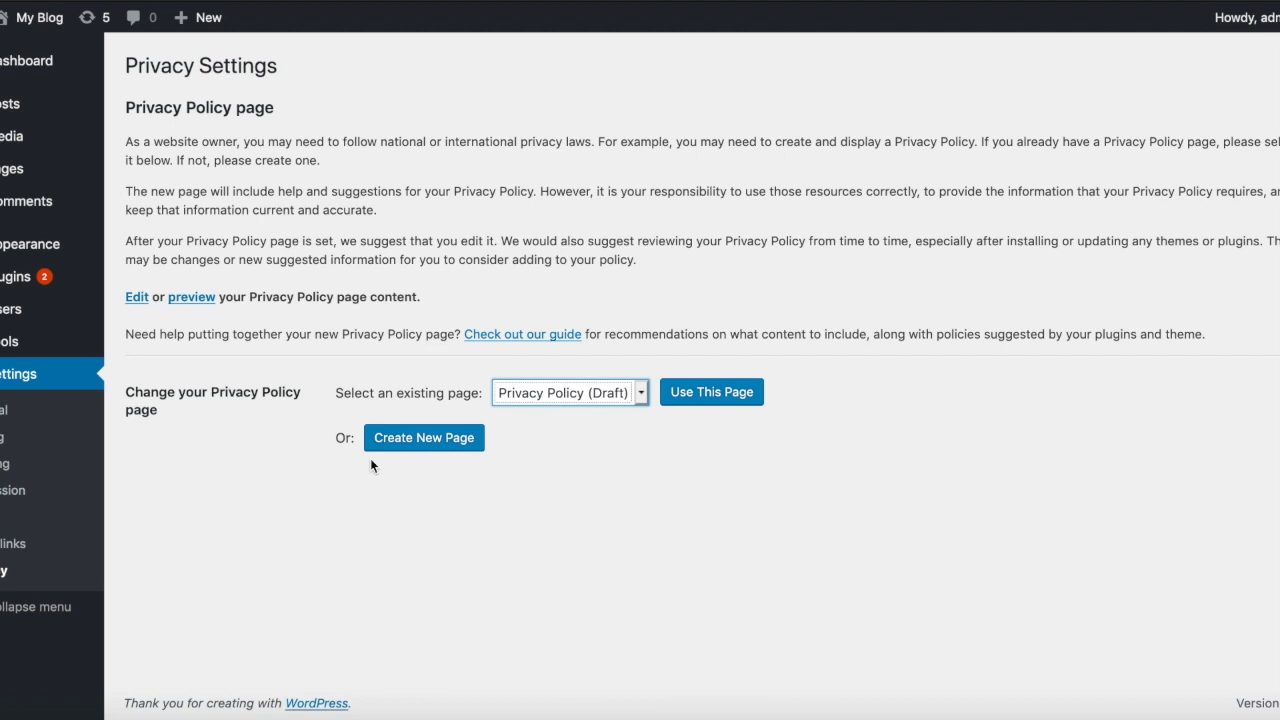 My Blog 5 0 + New Howdy, adm
ashboard
osts
edia
ages
omments
ppearance
ugins 2
sers
ols
ettings
al
g
ng
ssion
links
y
ollapse menu
Privacy Settings
Privacy Policy page
As a website owner, you may need to follow national or international privacy laws. For example, you may need to create and display a Privacy Policy. If you already have a Privacy Policy page, please sel
it below. If not, please create one.
The new page will include help and suggestions for your Privacy Policy. However, it is your responsibility to use those resources correctly, to provide the information that your Privacy Policy requires, an
keep that information current and accurate.
After your Privacy Policy page is set, we suggest that you edit it. We would also suggest reviewing your Privacy Policy from time to time, especially after installing or updating any themes or plugins. Th
may be changes or new suggested information for you to consider adding to your policy.
Edit or preview your Privacy Policy page content.
Need help putting together your new Privacy Policy page? Check out our guide for recommendations on what content to include, along with policies suggested by your plugins and theme.
Change your Privacy Policy
page
Select an existing page: Privacy Policy (Draft) Use This Page
Or: Create New Page
Thank you for creating with WordPress. Version